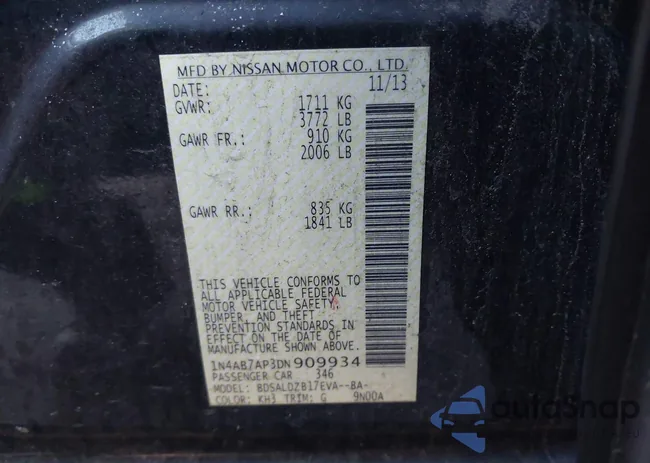 MFD BY NISSAN MOTOR CO., LTD.
DATE: 11/13
GVWR: 1711 KG
3772 LB
GAWR FR.: 910 KG
2006 LB
GAWR RR.: 835 KG
1841 LB
THIS VEHICLE CONFORMS TO
ALL APPLICABLE FEDERAL
MOTOR VEHICLE SAFETY,
BUMPER, AND THEFT
PREVENTION STANDARDS IN
EFFECT ON THE DATE OF
MANUFACTURE SHOWN ABOVE.
1N4AB7AP3DN909934
PASSENGER CAR 346
MODEL: BDSALDZB17EVA--BA-
COLOR: KH3 TRIM: G 9N00A
autoSnap